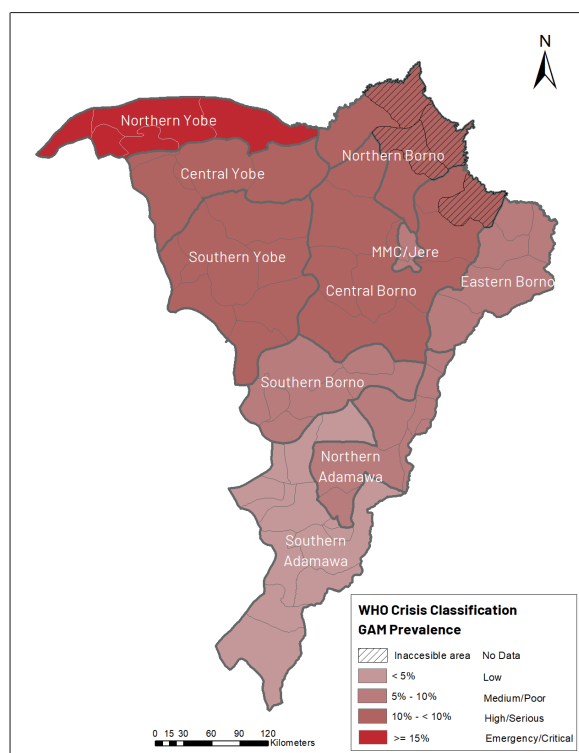 N
Northern Yobe
Northern Borno
Central Yobe
MMC/Jere
Southern Yobe
Eastern Borno
Central Borno
Southern Borno
Northern
Adamawa
Southern
Adamawa
WHO Crisis Classification
GAM Prevalence
Inaccesible area No Data
< 5% Low
5% - 10% Medium/Poor
10% - < 10% High/Serious
>= 15% Emergency/Critical
0 15 30 60 90 120
Kilometers